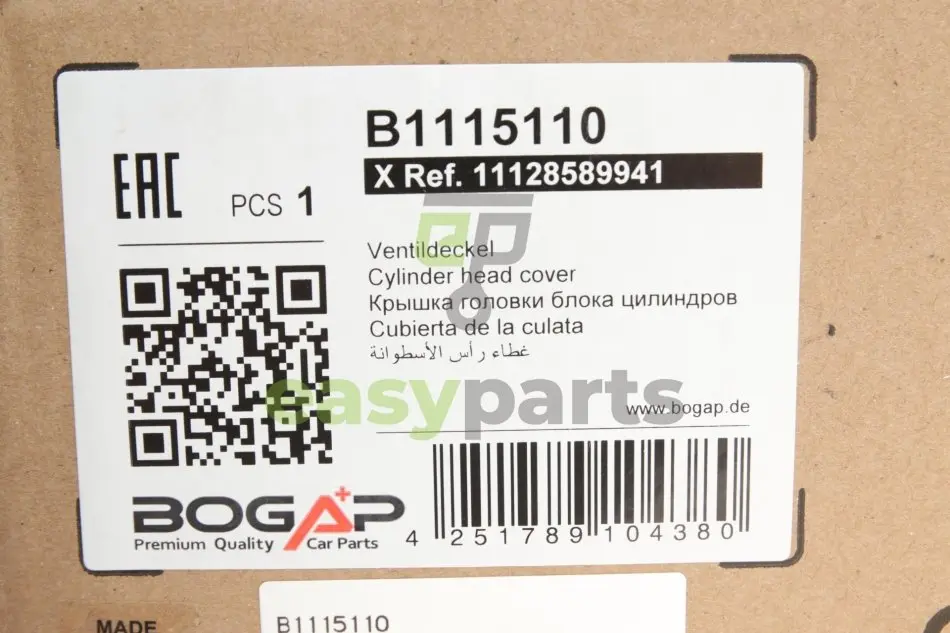 B1115110
X Ref. 11128589941
EAC
PCS 1
Ventildeckel
Cylinder head cover
Крышка головки блока цилиндров
Cubierta de la culata
غطاء رأس الأسطوانة
easyparts
www.bogap.de
BOGAP
Premium Quality Car Parts
4 251789 104380
MADE
B1115110